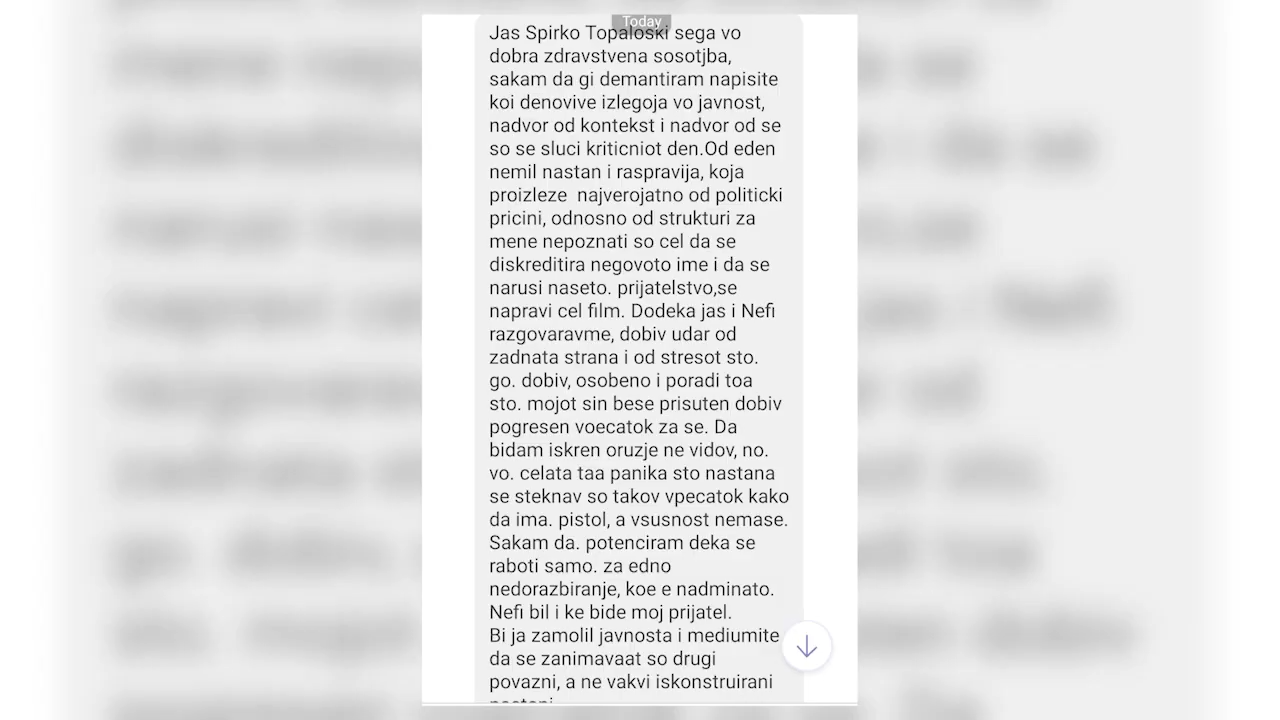 Today
Jas Spirko Topaloski sega vo
dobra zdravstvena sosotjba,
sakam da gi demantiram napisite
koi denovive izlegoja vo javnost,
nadvor od kontekst i nadvor od se
so se sluci kriticniot den.Od eden
nemil nastan i raspravija, koja
proizleze  najverojatno od politicki
pricini, odnosno od strukturi za
mene nepoznati so cel da se
diskreditira negovoto ime i da se
narusi naseto. prijatelstvo,se
napravi cel film. Dodeka jas i Nefi
razgovaravme, dobiv udar od
zadnata strana i od stresot sto.
go. dobiv, osobeno i poradi toa
sto. mojot sin bese prisuten dobiv
pogresen voecatok za se. Da
bidam iskren oruzje ne vidov, no.
vo. celata taa panika sto nastana
se steknav so takov vpecatok kako
da ima. pistol, a vsusnost nemase.
Sakam da. potenciram deka se
raboti samo. za edno
nedorazbiranje, koe e nadminato.
Nefi bil i ke bide moj prijatel.
Bi ja zamolil javnosta i mediumite
da se zanimavaat so drugi
povazni, a ne vakvi iskonstruirani